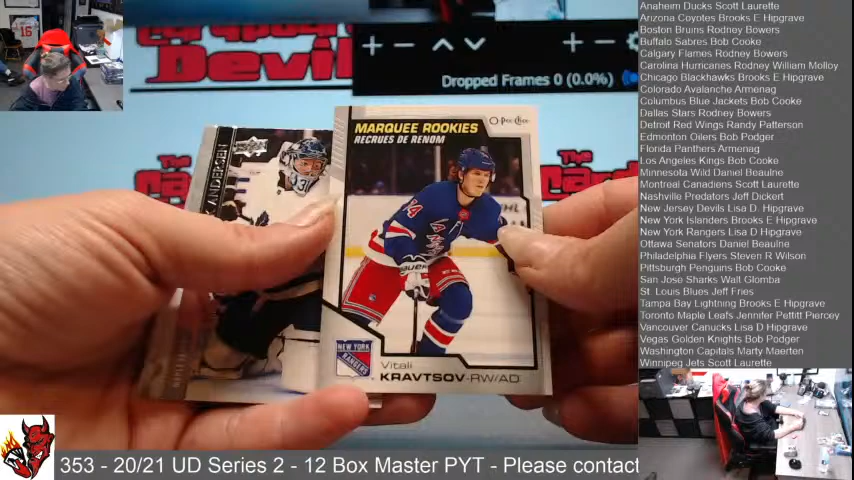 Anaheim Ducks Scott Laurette
Arizona Coyotes Brooks E Hipgrave
Boston Bruins Rodney Bowers
Buffalo Sabres Bob Cooke
Calgary Flames Rodney Bowers
Carolina Hurricanes Rodney William Molloy
Chicago Blackhawks Brooks E Hipgrave
Colorado Avalanche Armenag
Columbus Blue Jackets Bob Cooke
Dallas Stars Rodney Bowers
Detroit Red Wings Randy Patterson
Edmonton Oilers Bob Podger
Florida Panthers Armenag
Los Angeles Kings Bob Cooke
Minnesota Wild Daniel Beaulne
Montreal Canadiens Scott Laurette
Nashville Predators Jeff Dickert
New Jersey Devils Lisa D. Hipgrave
New York Islanders Brooks E Hipgrave
New York Rangers Lisa D Hipgrave
Ottawa Senators Daniel Beaulne
Philadelphia Flyers Steven R Wilson
Pittsburgh Penguins Bob Cooke
San Jose Sharks Walt Glomba
St Louis Blues Jeff Fries
Tampa Bay Lightning Brooks E Hipgrave
Toronto Maple Leafs Jennifer Pettitt Piercey
Vancouver Canucks Lisa D Hipgrave
Vegas Golden Knights Bob Podger
Washington Capitals Marty Maerten
Winnipeg Jets Scott Laurette
Dropped Frames 0 (0.0%)
Devil
The
The
O-Pee-Chee
MARQUEE ROOKIES
RECRUES DE RENOM
ANDERSEN
NEW YORK
RANGERS
Vitali
KRAVTSOV-RW/AD
16
353 - 20/21 UD Series 2 - 12 Box Master PYT - Please contact